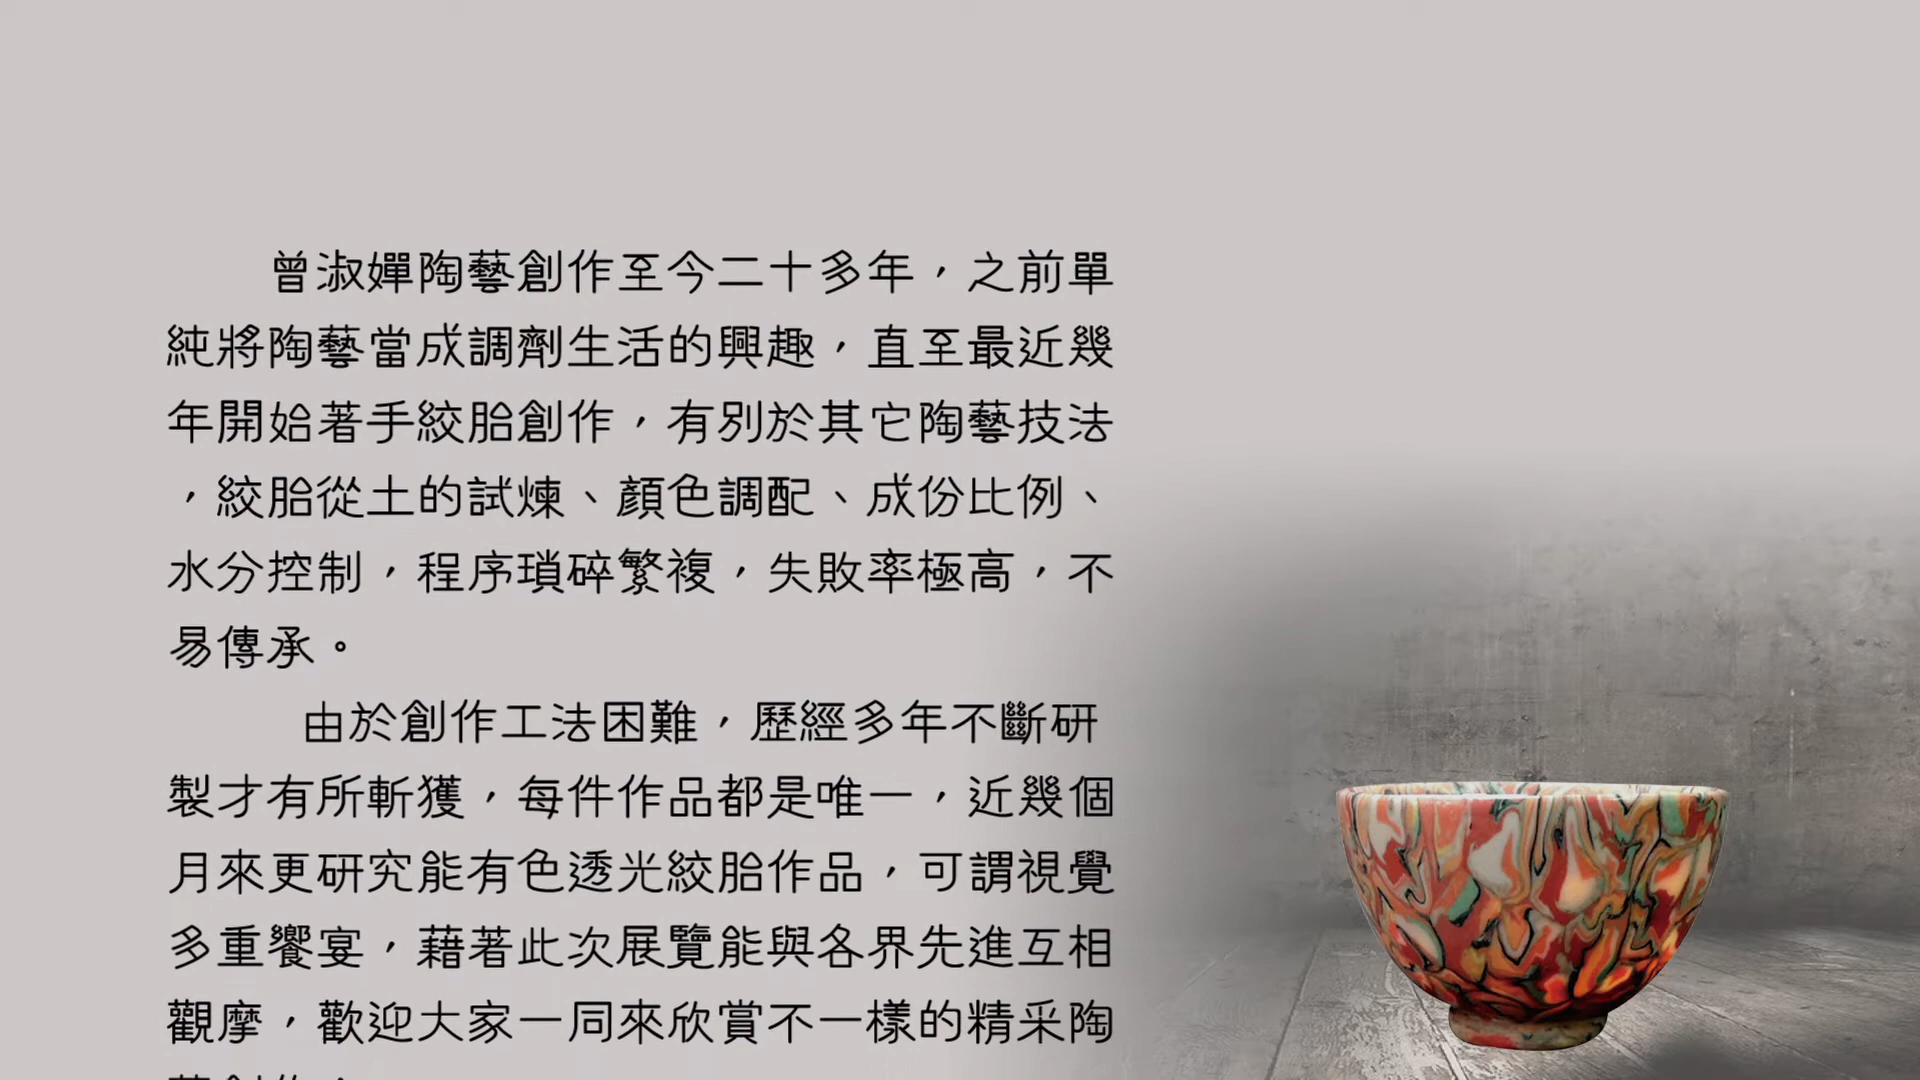 曾淑嬋陶藝創作至今二十多年，之前單
純將陶藝當成調劑生活的興趣，直至最近幾
年開始著手絞胎創作，有別於其它陶藝技法
，絞胎從土的試煉、顏色調配、成份比例、
水分控制，程序瑣碎繁複，失敗率極高，不
易傳承。
由於創作工法困難，歷經多年不斷研
製才有所斬獲，每件作品都是唯一，近幾個
月來更研究能有色透光絞胎作品，可謂視覺
多重饗宴，藉著此次展覽能與各界先進互相
觀摩，歡迎大家一同來欣賞不一樣的精采陶